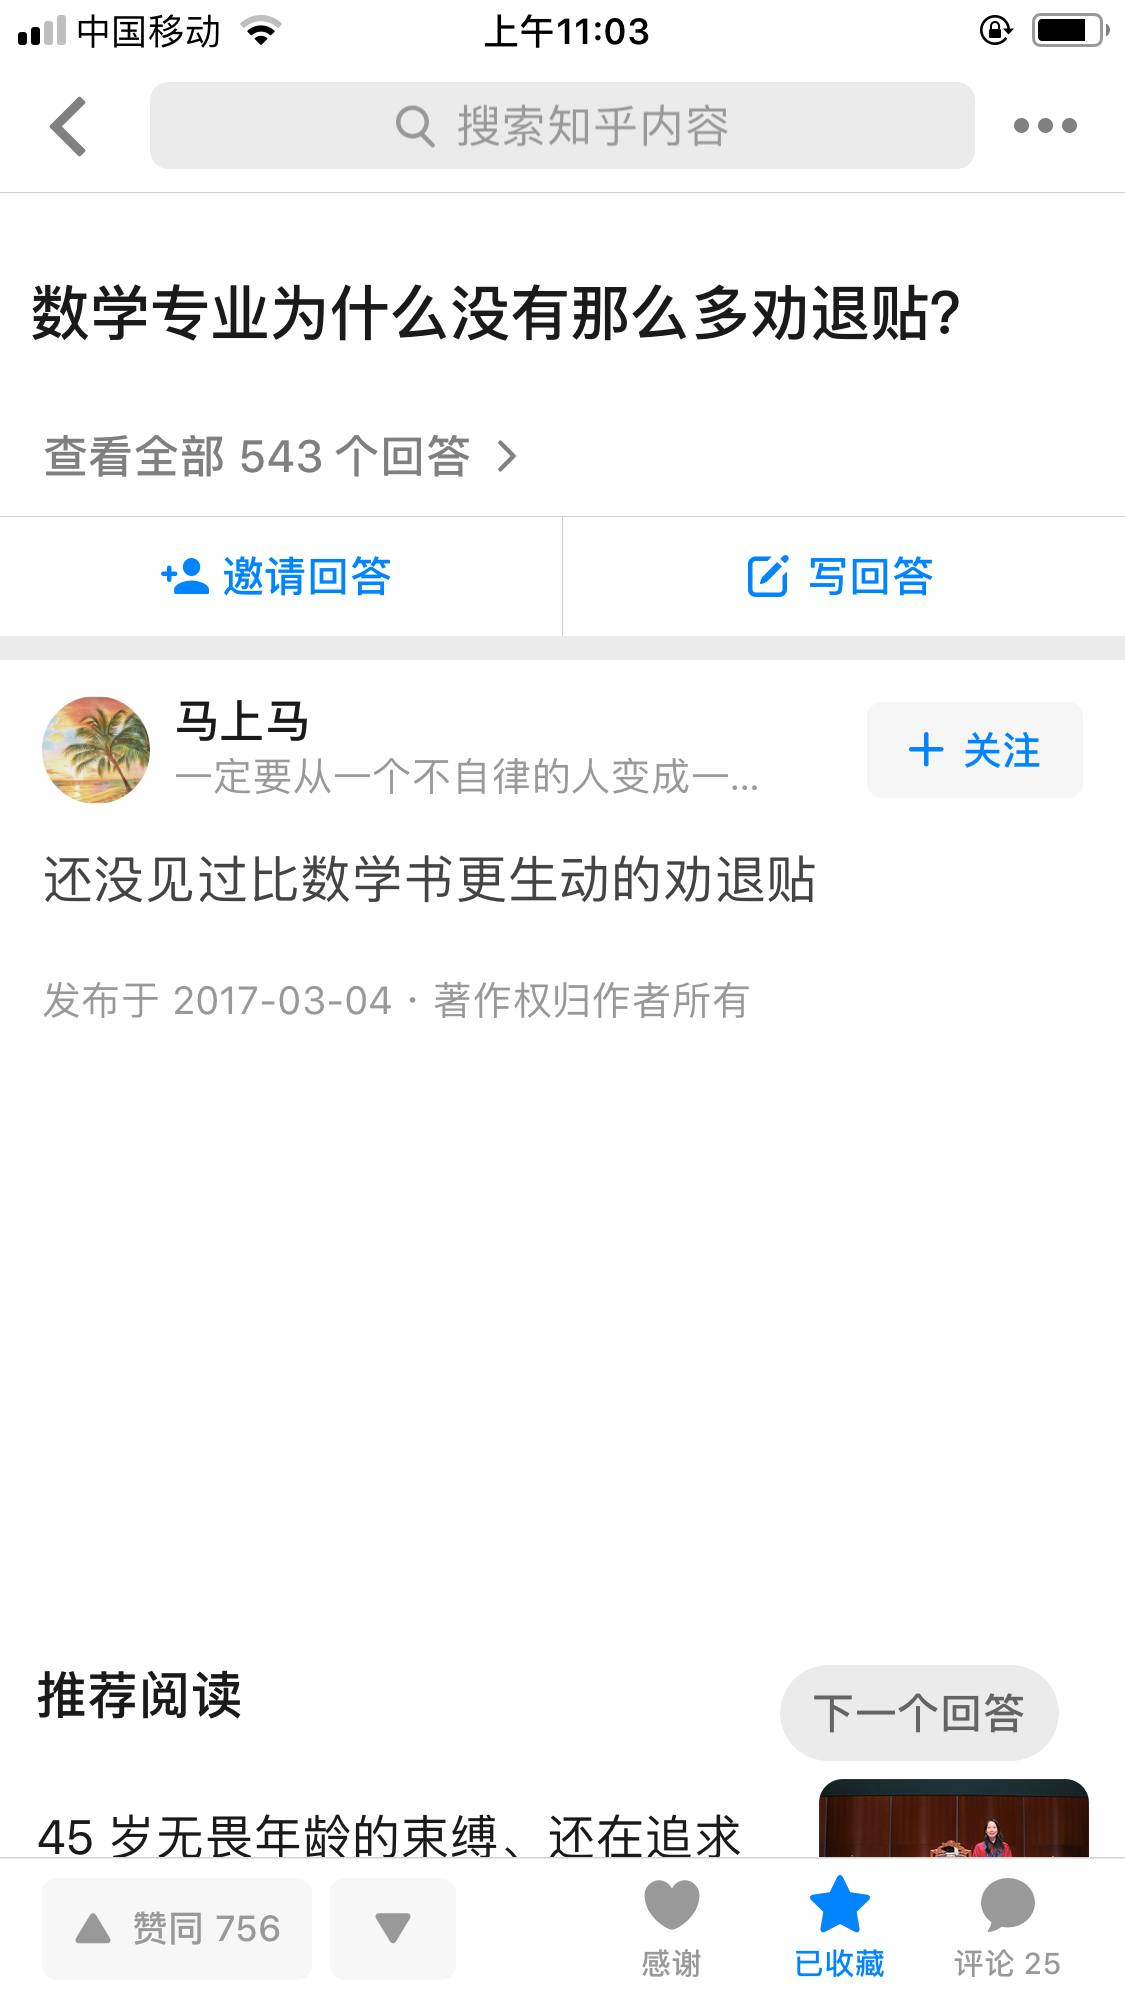 中国移动 上午11:03
搜索知乎内容
数学专业为什么没有那么多劝退贴?
查看全部 543 个回答
邀请回答 写回答
马上马
一定要从一个不自律的人变成一...
关注
还没见过比数学书更生动的劝退贴
发布于 2017-03-04 · 著作权归作者所有
推荐阅读
下一个回答
45 岁无畏年龄的束缚、还在追求
赞同 756
感谢 已收藏 评论 25